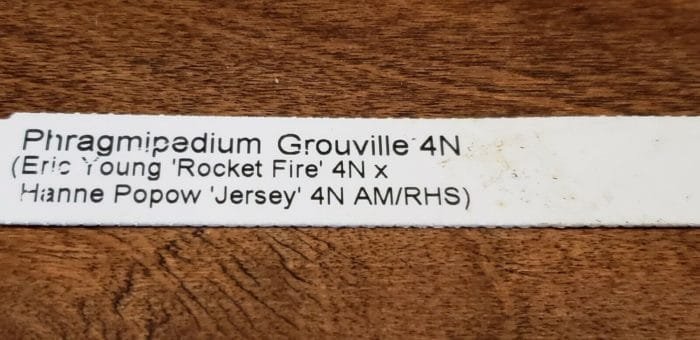 Phragmipedium Grouville 4N
(Eric Young 'Rocket Fire' 4N x
Hanne Popow 'Jersey' 4N AM/RHS)